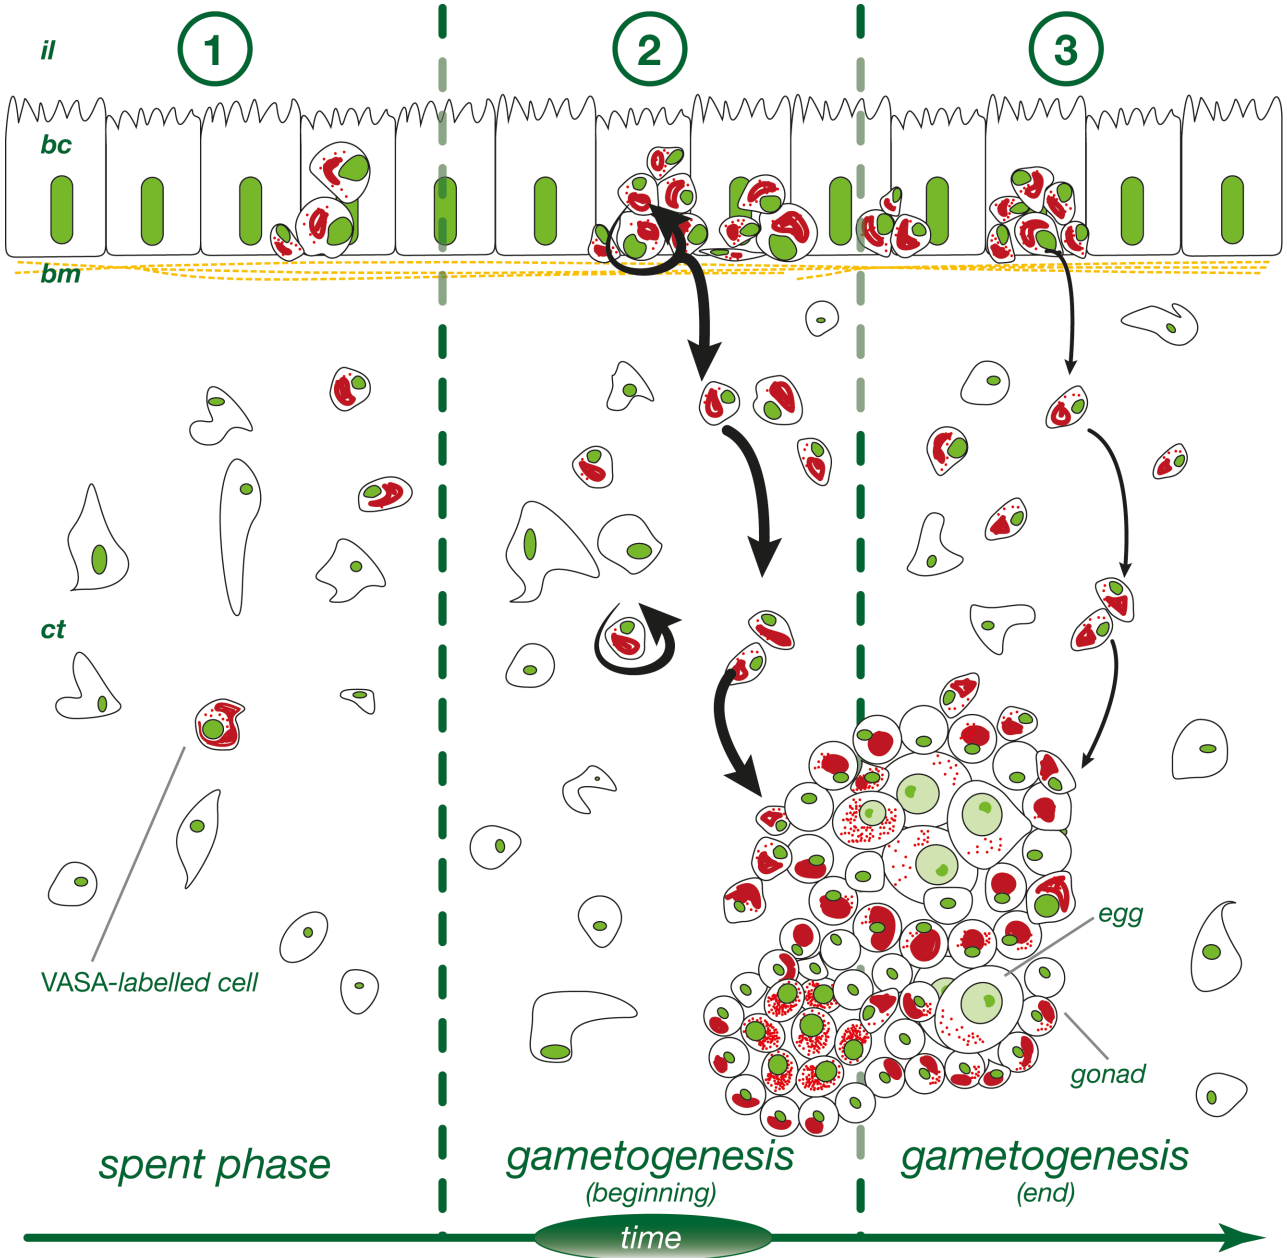 1
2
3
il
bc
bm
ct
VASA-labelled cell
egg
gonad
spent phase
gametogenesis
(beginning)
gametogenesis
(end)
time